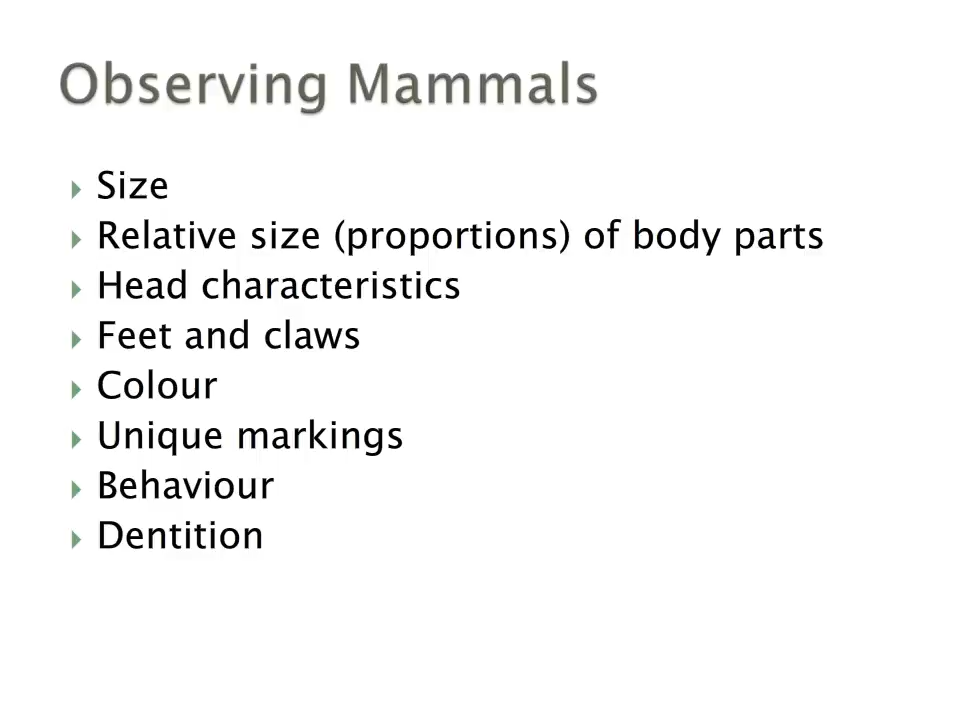 Observing Mammals
Size
Relative size (proportions) of body parts
Head characteristics
Feet and claws
Colour
Unique markings
Behaviour
Dentition